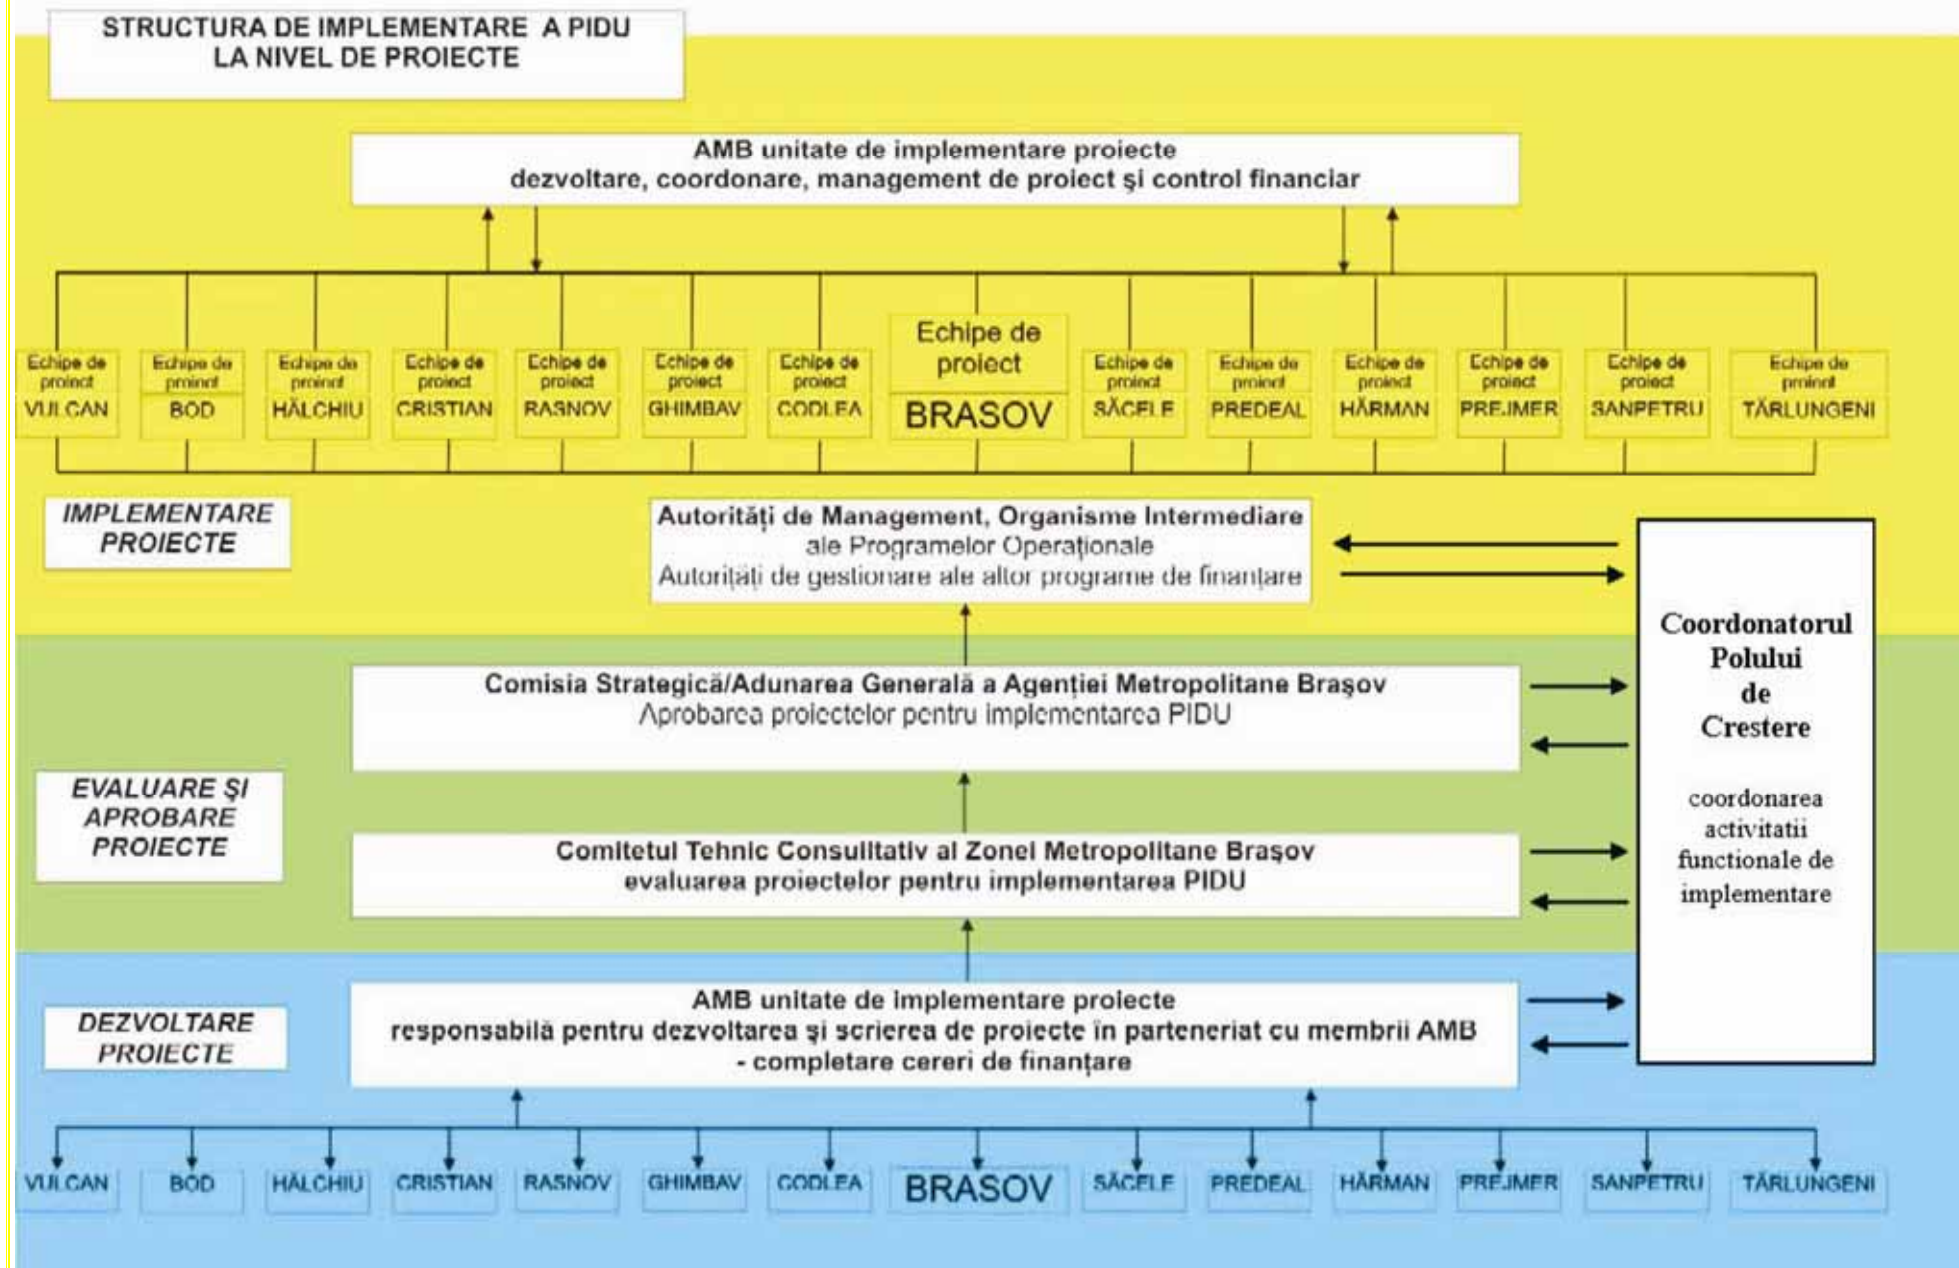 STRUCTURA DE IMPLEMENTARE A PIDU
LA NIVEL DE PROIECTE
AMB unitate de implementare proiecte
dezvoltare, coordonare, management de proiect şi control financiar
Echipe de
proiect
VULCAN
Echipe de
proiect
BOD
Echipe de
proiect
HĂLCHIU
Echipe de
proiect
CRISTIAN
Echipe de
proiect
RASNOV
Echipe de
proiect
GHIMBAV
Echipe de
proiect
CODLEA
Echipe de
proiect
BRASOV
Echipe de
proiect
SĂCELE
Echipe de
proiect
PREDEAL
Echipe de
proiect
HĂRMAN
Echipe de
proiect
PREJMER
Echipe de
proiect
SANPETRU
Echipe de
proiect
TĂRLUNGENI
IMPLEMENTARE
PROIECTE
Autorități de Management, Organisme Intermediare
ale Programelor Operaționale
Autorități de gestionare ale altor programe de finanțare
Coordonatorul
Polului
de
Crestere
coordonarea
activitatii
functionale de
implementare
Comisia Strategică/Adunarea Generală a Agenției Metropolitane Braşov
Aprobarea proiectelor pentru implementarea PIDU
EVALUARE ŞI
APROBARE
PROIECTE
Comitetul Tehnic Consulitativ al Zonei Metropolitane Braşov
evaluarea proiectelor pentru implementarea PIDU
DEZVOLTARE
PROIECTE
AMB unitate de implementare proiecte
responsabilă pentru dezvoltarea şi scrierea de proiecte în parteneriat cu membrii AMB
- completare cereri de finanțare
VULCAN
BOD
HĂLCHIU
CRISTIAN
RASNOV
GHIMBAV
CODLEA
BRASOV
SĂCELE
PREDEAL
HĂRMAN
PREJMER
SANPETRU
TĂRLUNGENI